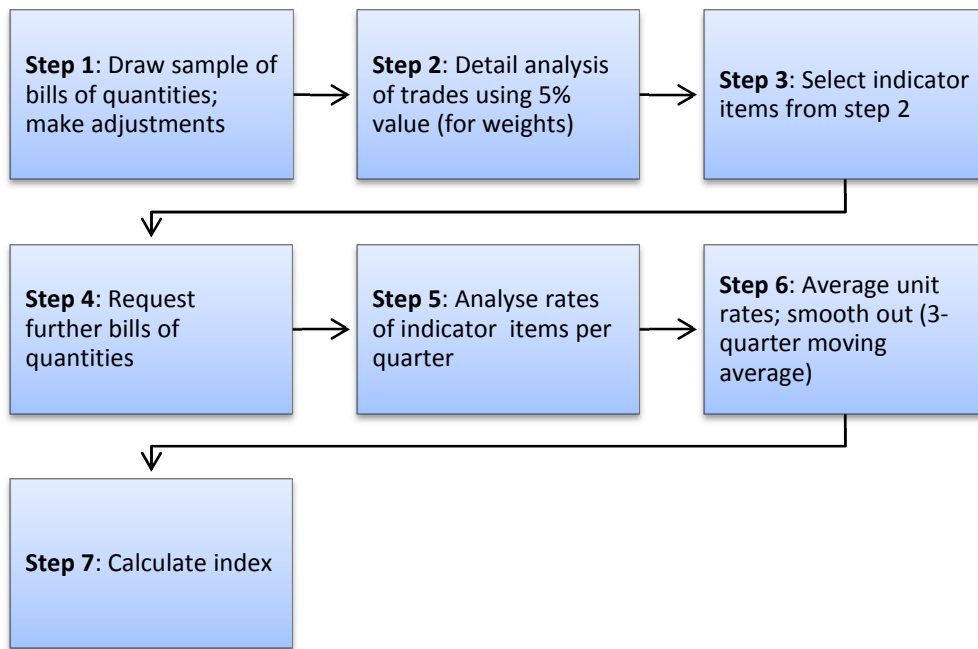 Step 1: Draw sample of
bills of quantities;
make adjustments
Step 2: Detail analysis
of trades using 5%
value (for weights)
Step 3: Select indicator
items from step 2
Step 4: Request
further bills of
quantities
Step 5: Analyse rates
of indicator items per
quarter
Step 6: Average unit
rates; smooth out (3-
quarter moving
average)
Step 7: Calculate index